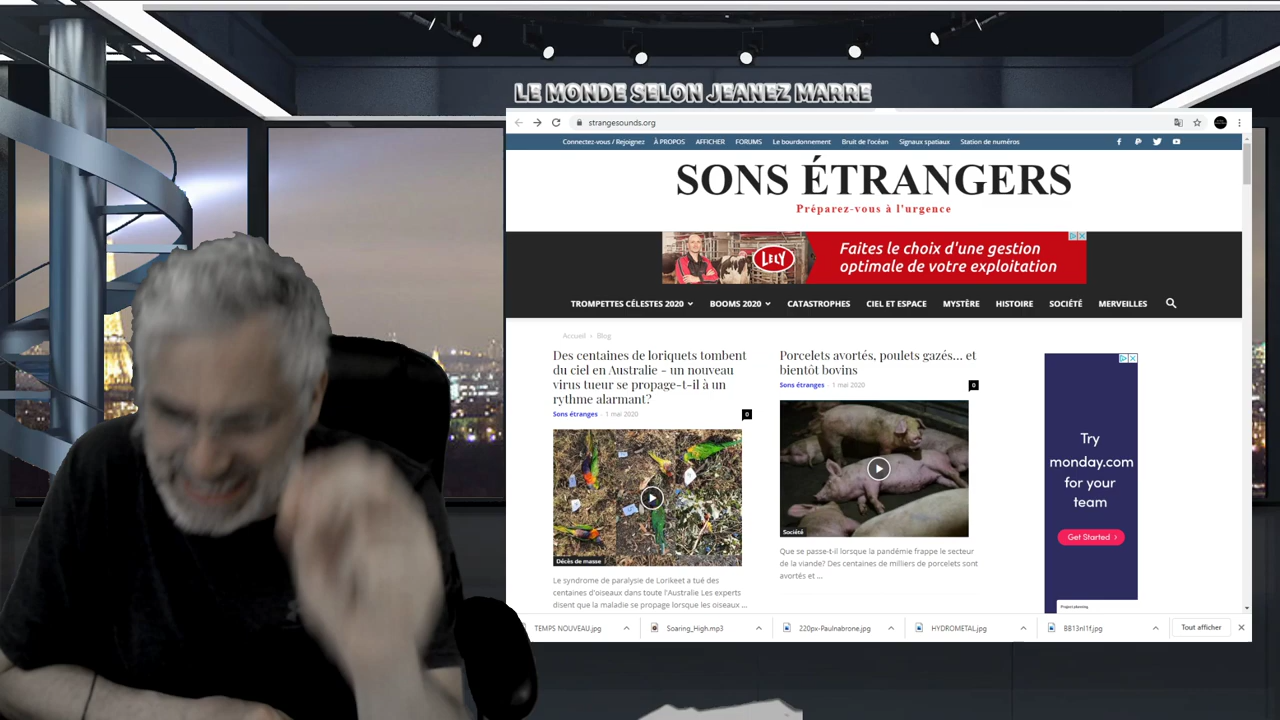 LE MONDE SELON JEANEZ MARRE
strangesounds.org
Connectez-vous / Rejoignez À PROPOS AFFICHER FORUMS Le bourdonnement Bruit de l'océan Signaux spatiaux Station de numéros
SONS ÉTRANGERS
Préparez-vous à l'urgence
LELY
Faites le choix d'une gestion
optimale de votre exploitation
TROMPETTES CÉLESTES 2020 BOOMS 2020 CATASTROPHES CIEL ET ESPACE MYSTÈRE HISTOIRE SOCIÉTÉ MERVEILLES
Accueil › Blog
Des centaines de loriquets tombent
du ciel en Australie - un nouveau
virus tueur se propage-t-il à un
rythme alarmant?
Sons étranges - 1 mai 2020 0
Décès de masse
Le syndrome de paralysie de Lorikeet a tué des
centaines d'oiseaux dans toute l'Australie Les experts
disent que la maladie se propage lorsque les oiseaux ...
Porcelets avortés, poulets gazés… et
bientôt bovins
Sons étranges - 1 mai 2020 0
Société
Que se passe-t-il lorsque la pandémie frappe le secteur
de la viande? Des centaines de milliers de porcelets sont
avortés et ...
Try
monday.com
for your
team
Get Started ›
Project planning
TEMPS NOUVEAU.jpg Soaring_High.mp3 220px-Paulnabrone.jpg HYDROMETAL.jpg BB13nI1f.jpg Tout afficher